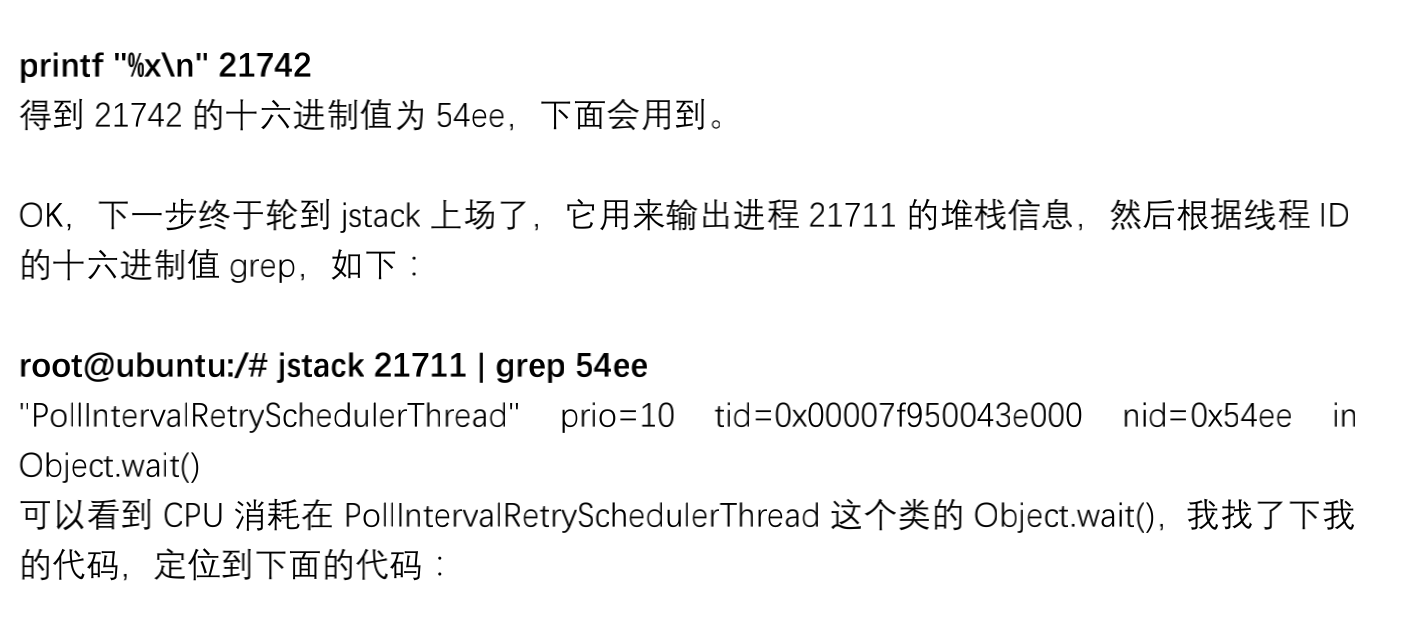 printf "%x\n" 21742
得到 21742 的十六进制值为 54ee，下面会用到。
OK，下一步终于轮到 jstack 上场了，它用来输出进程 21711 的堆栈信息，然后根据线程 ID
的十六进制值 grep，如下：
root@ubuntu:/# jstack 21711 | grep 54ee
"PollIntervalRetrySchedulerThread" prio=10 tid=0x00007f950043e000 nid=0x54ee in
Object.wait()
可以看到 CPU 消耗在 PollIntervalRetrySchedulerThread 这个类的 Object.wait()，我找了下我
的代码，定位到下面的代码：